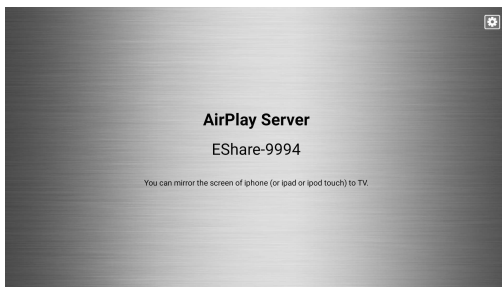 AirPlay Server
EShare-9994
You can mirror the screen of iphone (or ipad or ipod touch) to TV.